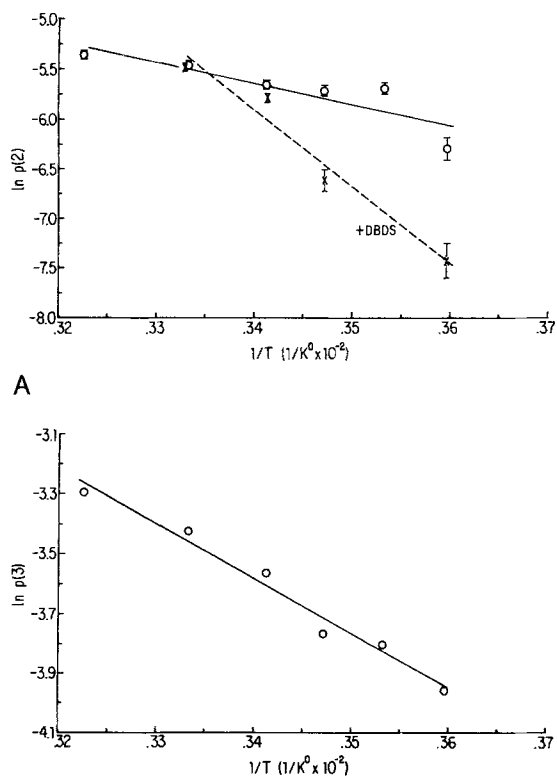 -5.0
-5.5
-6.0
-6.5
-7.0
-7.5
-8.0
ln p(2)
+DBDS
.32 .33 .34 .35 .36 .37
1/T (1/K⁰x10⁻²)
A
-3.1
-3.3
-3.5
-3.7
-3.9
-4.1
ln p(3)
.32 .33 .34 .35 .36 .37
1/T (1/K⁰x10⁻²)